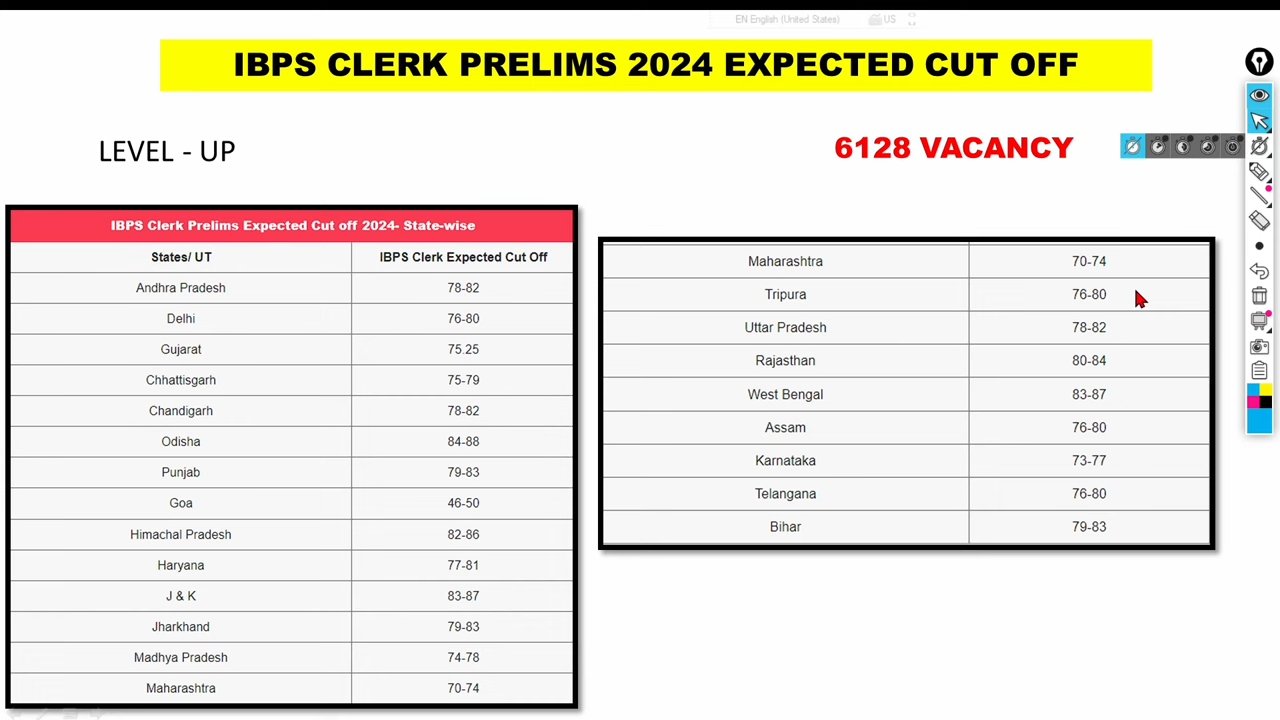 EN English (United States) US
IBPS CLERK PRELIMS 2024 EXPECTED CUT OFF
LEVEL - UP
6128 VACANCY
IBPS Clerk Prelims Expected Cut off 2024- State-wise
States/ UT IBPS Clerk Expected Cut Off
Andhra Pradesh 78-82
Delhi 76-80
Gujarat 75.25
Chhattisgarh 75-79
Chandigarh 78-82
Odisha 84-88
Punjab 79-83
Goa 46-50
Himachal Pradesh 82-86
Haryana 77-81
J & K 83-87
Jharkhand 79-83
Madhya Pradesh 74-78
Maharashtra 70-74
Maharashtra 70-74
Tripura 76-80
Uttar Pradesh 78-82
Rajasthan 80-84
West Bengal 83-87
Assam 76-80
Karnataka 73-77
Telangana 76-80
Bihar 79-83